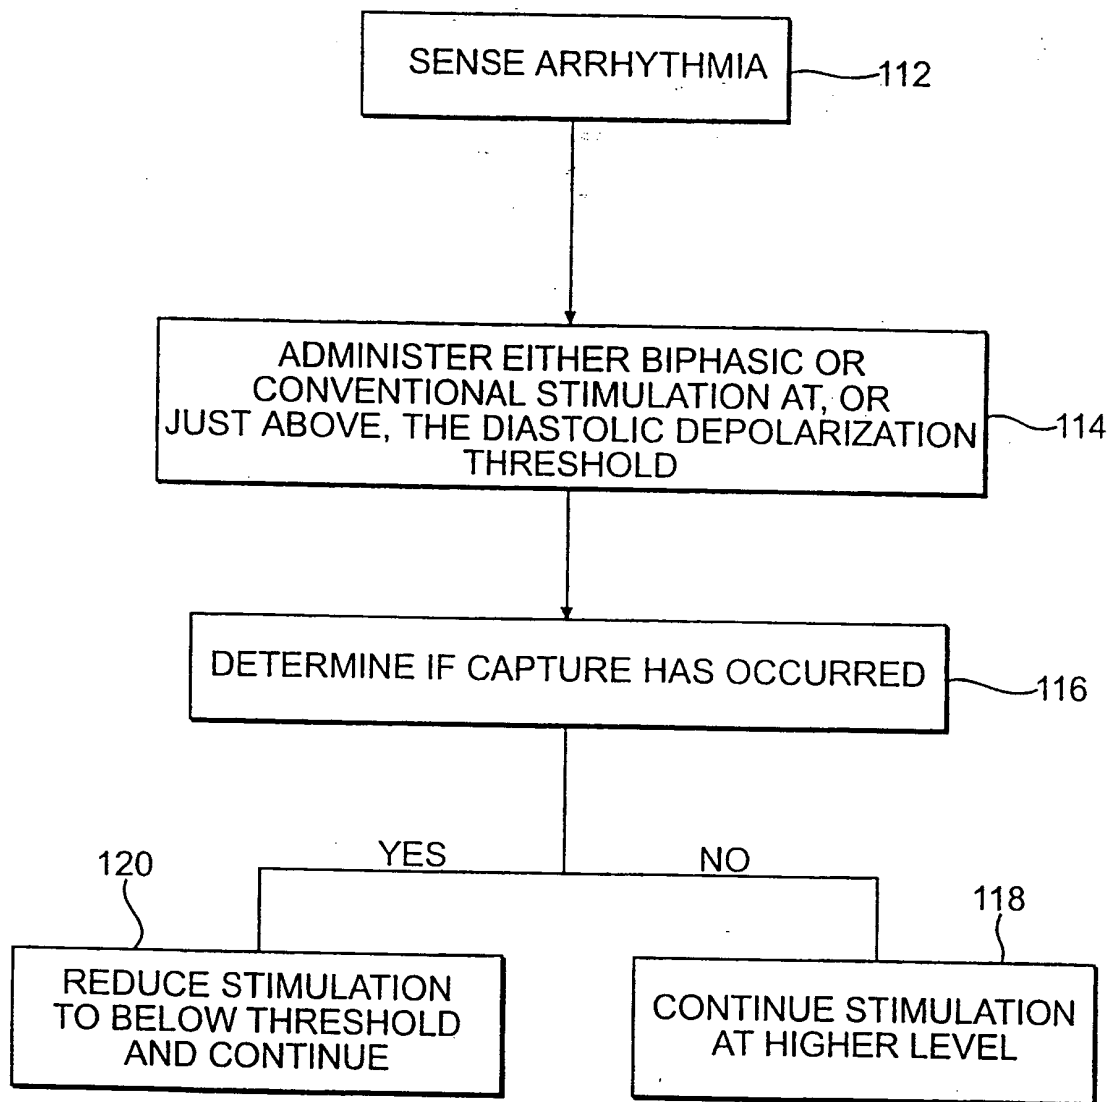 SENSE ARRHYTHMIA
112
ADMINISTER EITHER BIPHASIC OR
CONVENTIONAL STIMULATION AT, OR
JUST ABOVE, THE DIASTOLIC DEPOLARIZATION
THRESHOLD
114
DETERMINE IF CAPTURE HAS OCCURRED
116
YES
NO
120
118
REDUCE STIMULATION
TO BELOW THRESHOLD
AND CONTINUE
CONTINUE STIMULATION
AT HIGHER LEVEL